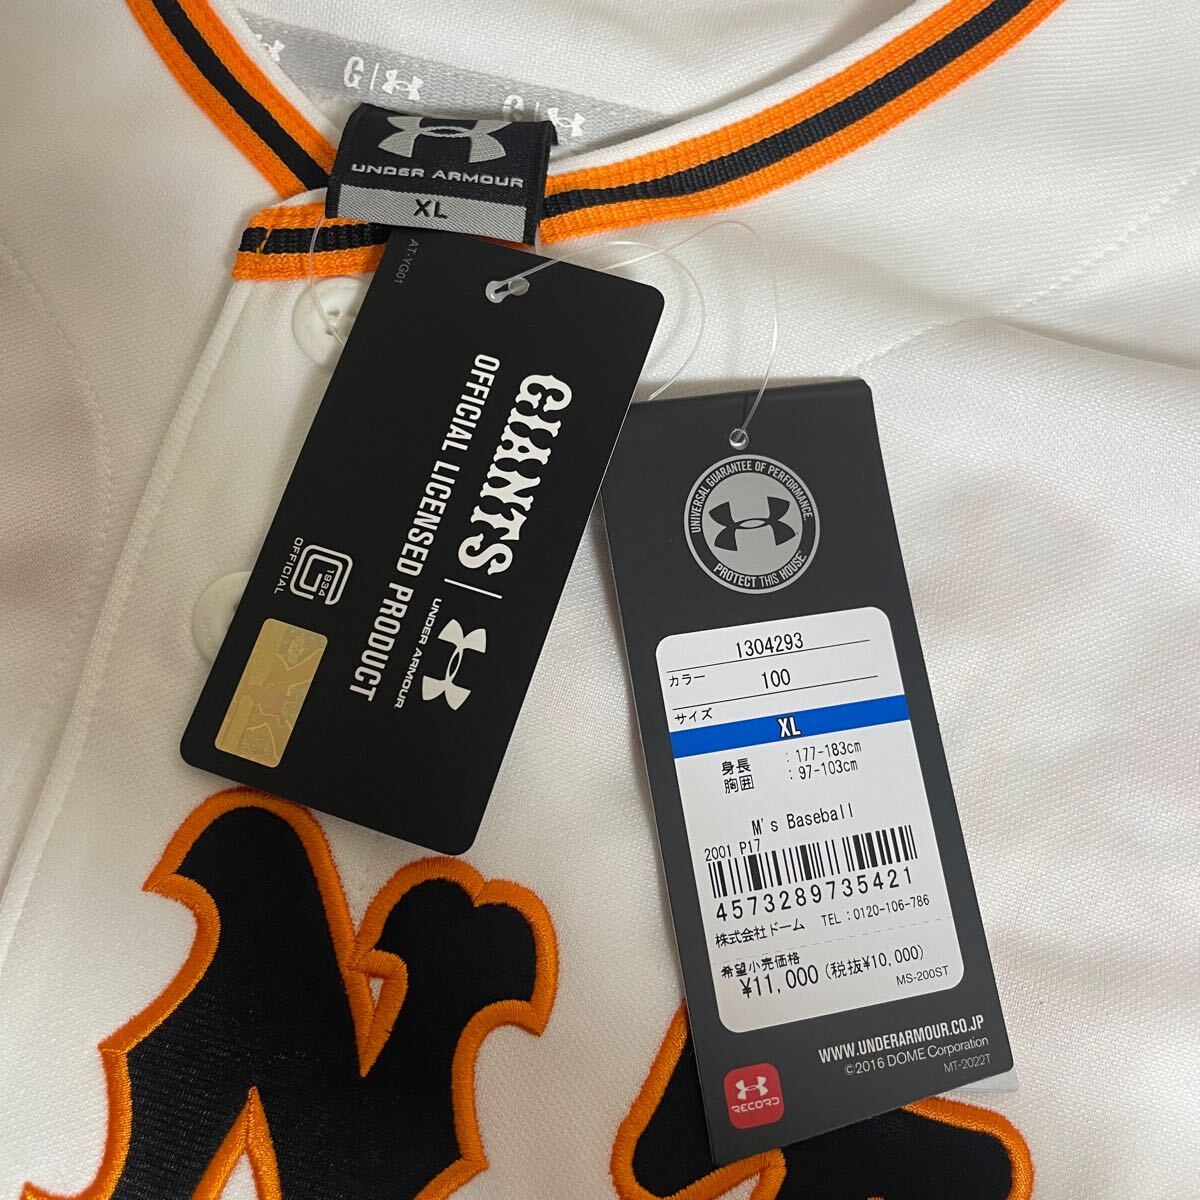 G
G
UNDER ARMOUR
XL
AT-YG01
GIANTS
UNDER ARMOUR
OFFICIAL LICENSED PRODUCT
1934
OFFICIAL
UNIVERSAL GUARANTEE OF PERFORMANCE.
PROTECT THIS HOUSE.
1304293
カラー 100
サイズ
XL
身長 :177-183cm
胸囲 :97-103cm
M's Baseball
2001 P17
4573289735421
株式会社ドーム TEL:0120-106-786
希望小売価格
¥11,000 (税抜¥10,000)
MS-200ST
WWW.UNDERARMOUR.CO.JP
©2016 DOME Corporation
MT-2022T
RECORD
N